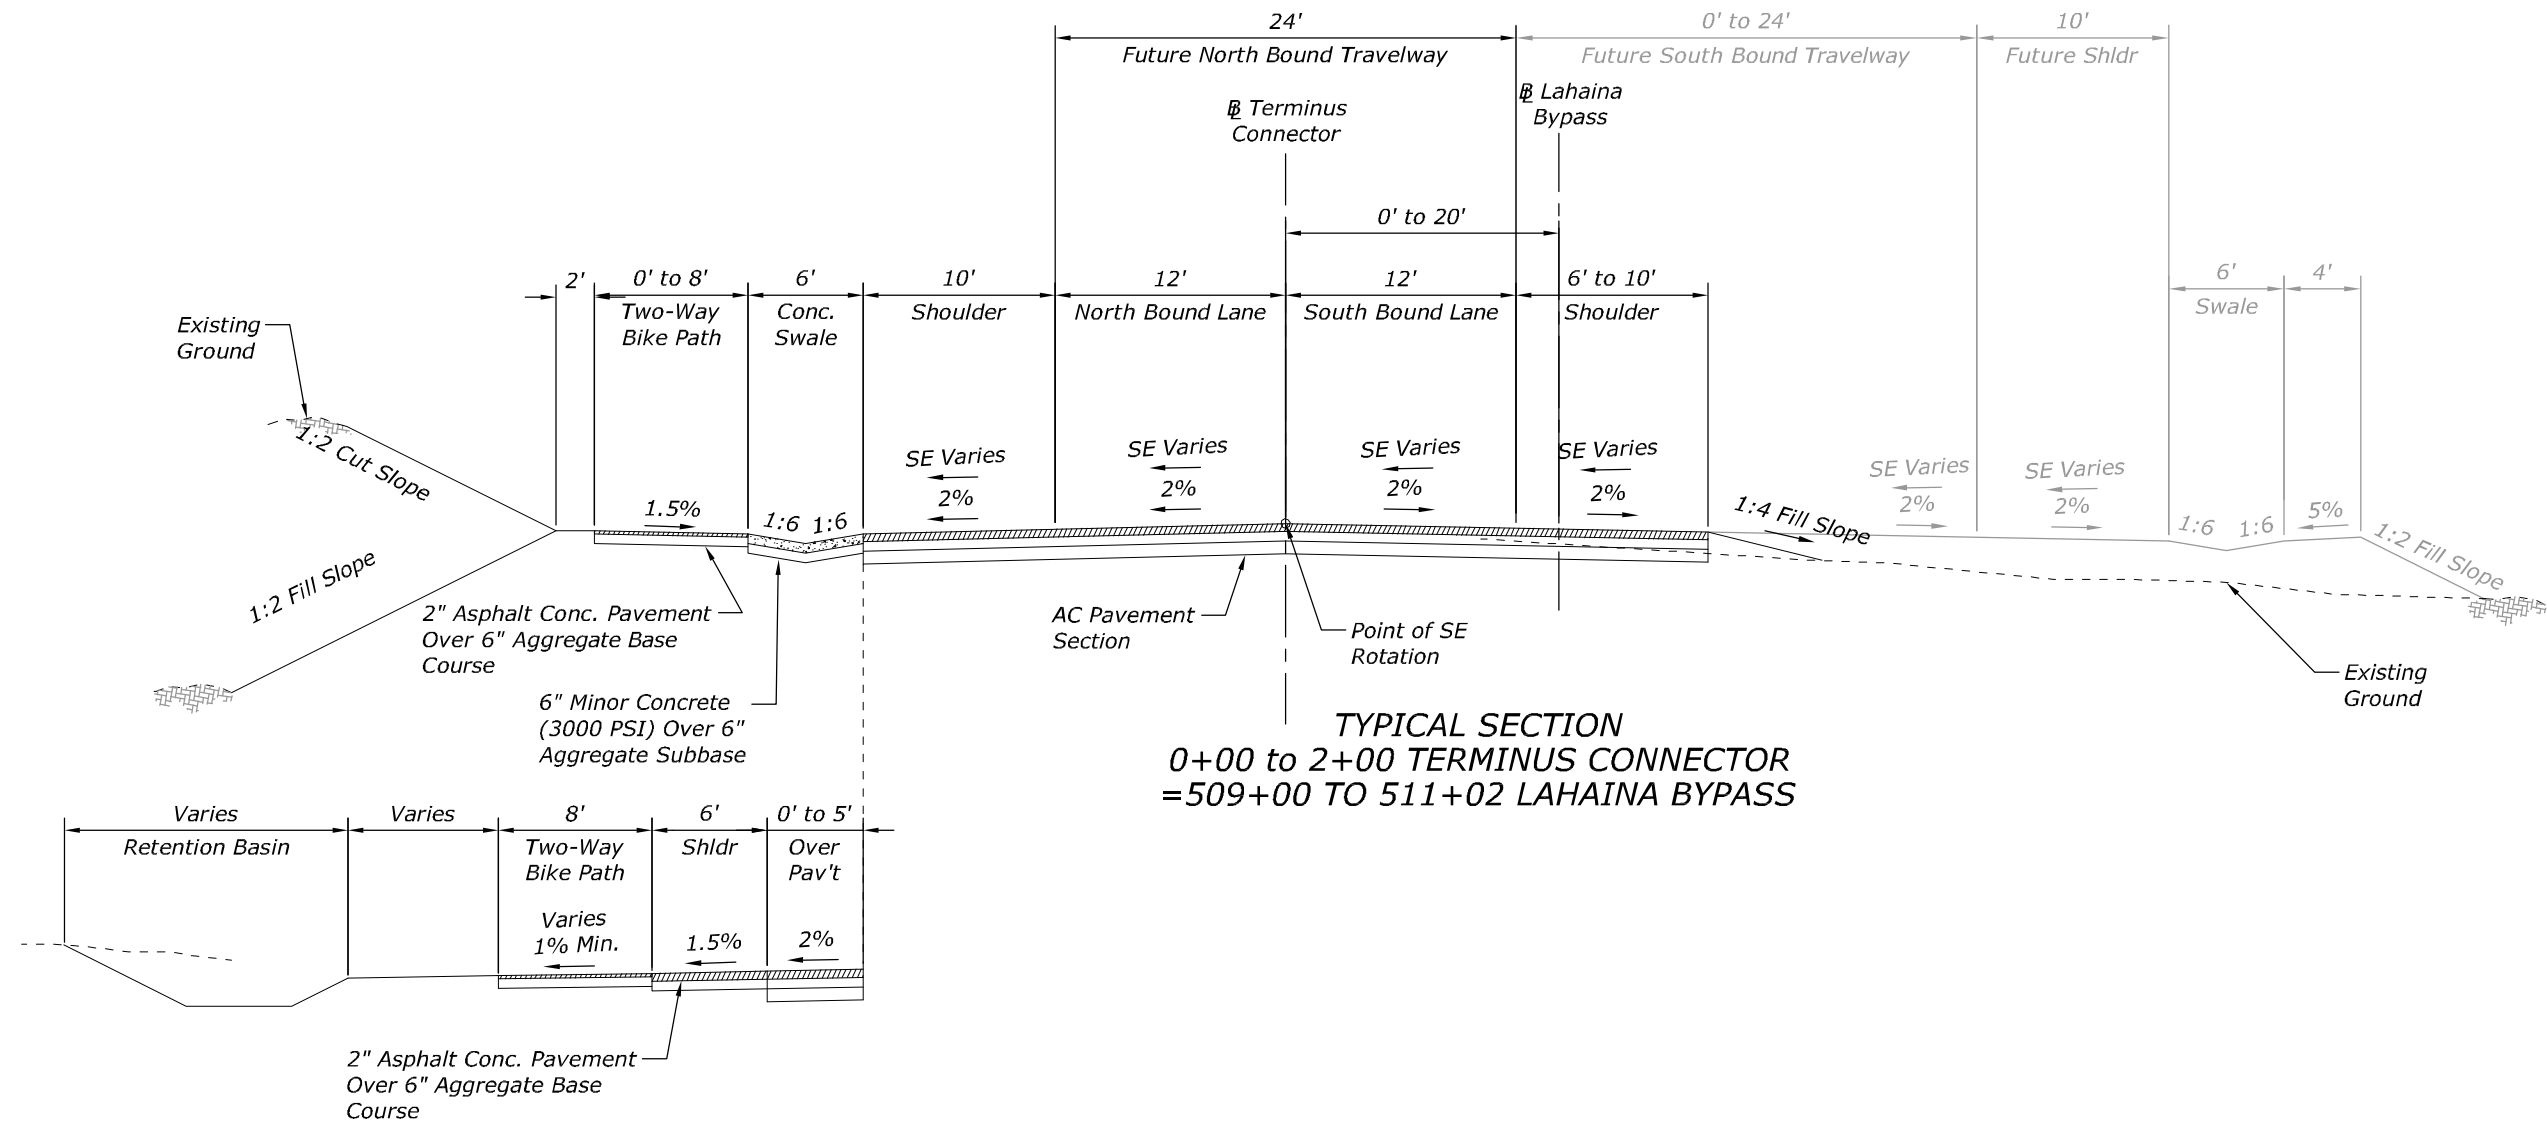 24'
Future North Bound Travelway
0' to 24'
Future South Bound Travelway
10'
Future Shldr
BL Terminus
Connector
BL Lahaina
Bypass
0' to 20'
2'
0' to 8'
Two-Way
Bike Path
6'
Conc.
Swale
10'
Shoulder
12'
North Bound Lane
12'
South Bound Lane
6' to 10'
Shoulder
6'
Swale
4'
Existing
Ground
1:2 Cut Slope
1:2 Fill Slope
1.5%
1:6
1:6
SE Varies
2%
SE Varies
2%
SE Varies
2%
SE Varies
2%
1:4 Fill Slope
SE Varies
2%
SE Varies
2%
1:6
1:6
5%
1:2 Fill Slope
2" Asphalt Conc. Pavement
Over 6" Aggregate Base
Course
6" Minor Concrete
(3000 PSI) Over 6"
Aggregate Subbase
AC Pavement
Section
Point of SE
Rotation
Existing
Ground
TYPICAL SECTION
0+00 to 2+00 TERMINUS CONNECTOR
=509+00 TO 511+02 LAHAINA BYPASS
Varies
Retention Basin
Varies
8'
Two-Way
Bike Path
6'
Shldr
0' to 5'
Over
Pav't
Varies
1% Min.
1.5%
2%
2" Asphalt Conc. Pavement
Over 6" Aggregate Base
Course